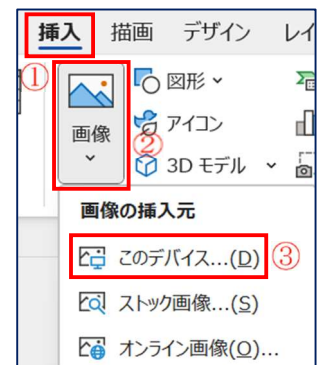 挿入 描画 デザイン レイ
①
画像
図形
アイコン
②
3D モデル
画像の挿入元
このデバイス...(D) ③
ストック画像...(S)
オンライン画像(O)...